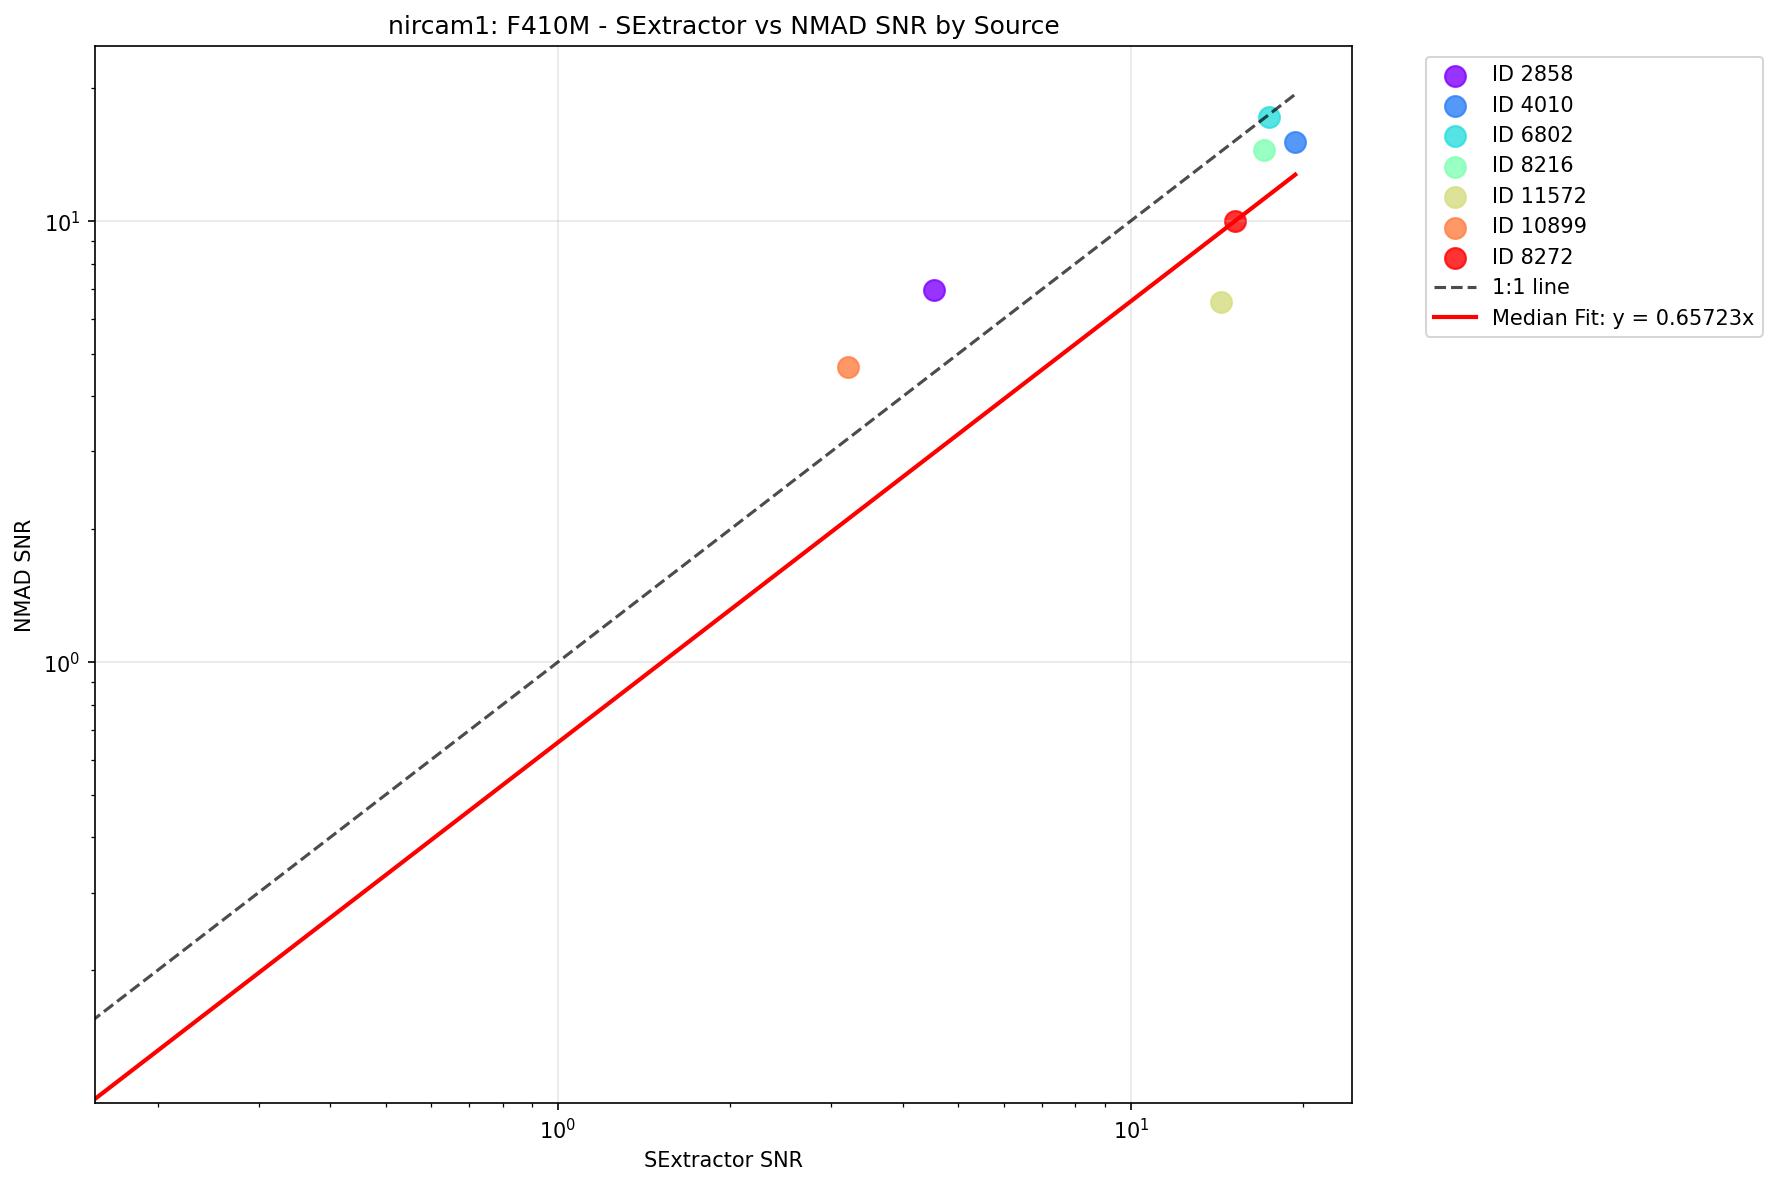 nircam1: F410M - SExtractor vs NMAD SNR by Source
ID 2858
ID 4010
ID 6802
ID 8216
ID 11572
ID 10899
ID 8272
1:1 line
Median Fit: y = 0.65723x
NMAD SNR
10¹
10⁰
10⁰
10¹
SExtractor SNR